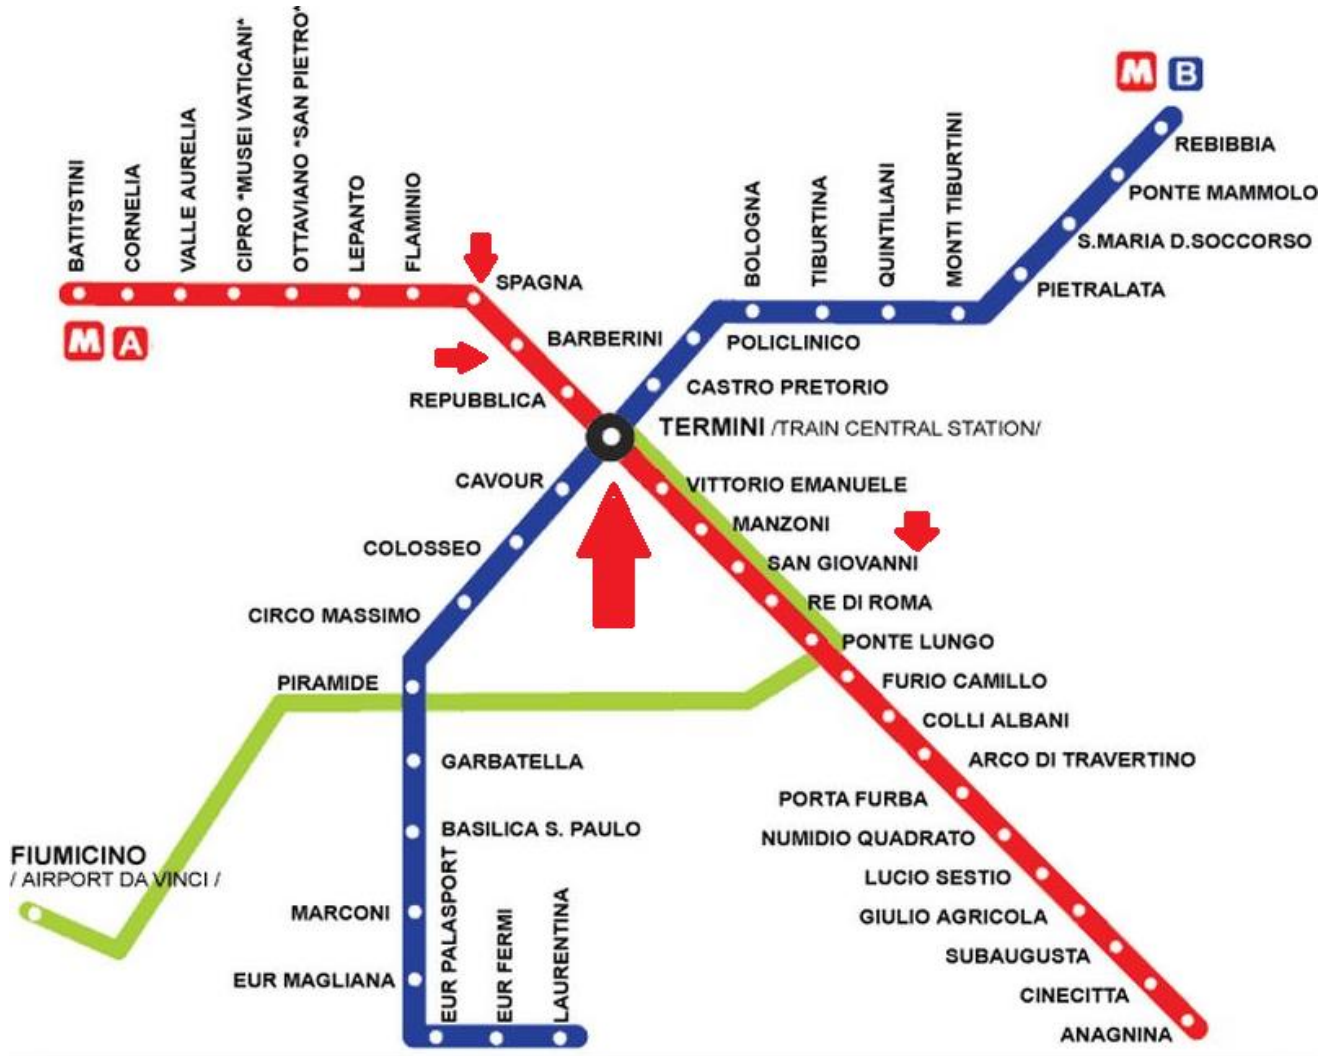 BATITSTINI
CORNELIA
VALLE AURELIA
CIPRO "MUSEI VATICANI"
OTTAVIANO "SAN PIETRO"
LEPANTO
FLAMINIO
SPAGNA
BARBERINI
REPUBBLICA
M A
M B
REBIBBIA
PONTE MAMMOLO
S.MARIA D.SOCCORSO
PIETRALATA
MONTI TIBURTINI
QUINTILIANI
TIBURTINA
BOLOGNA
POLICLINICO
CASTRO PRETORIO
TERMINI /TRAIN CENTRAL STATION/
CAVOUR
COLOSSEO
CIRCO MASSIMO
PIRAMIDE
GARBATELLA
BASILICA S. PAULO
MARCONI
EUR MAGLIANA
EUR PALASPORT
EUR FERMI
LAURENTINA
VITTORIO EMANUELE
MANZONI
SAN GIOVANNI
RE DI ROMA
PONTE LUNGO
FURIO CAMILLO
COLLI ALBANI
ARCO DI TRAVERTINO
PORTA FURBA
NUMIDIO QUADRATO
LUCIO SESTIO
GIULIO AGRICOLA
SUBAUGUSTA
CINECITTA
ANAGNINA
FIUMICINO
/ AIRPORT DA VINCI /